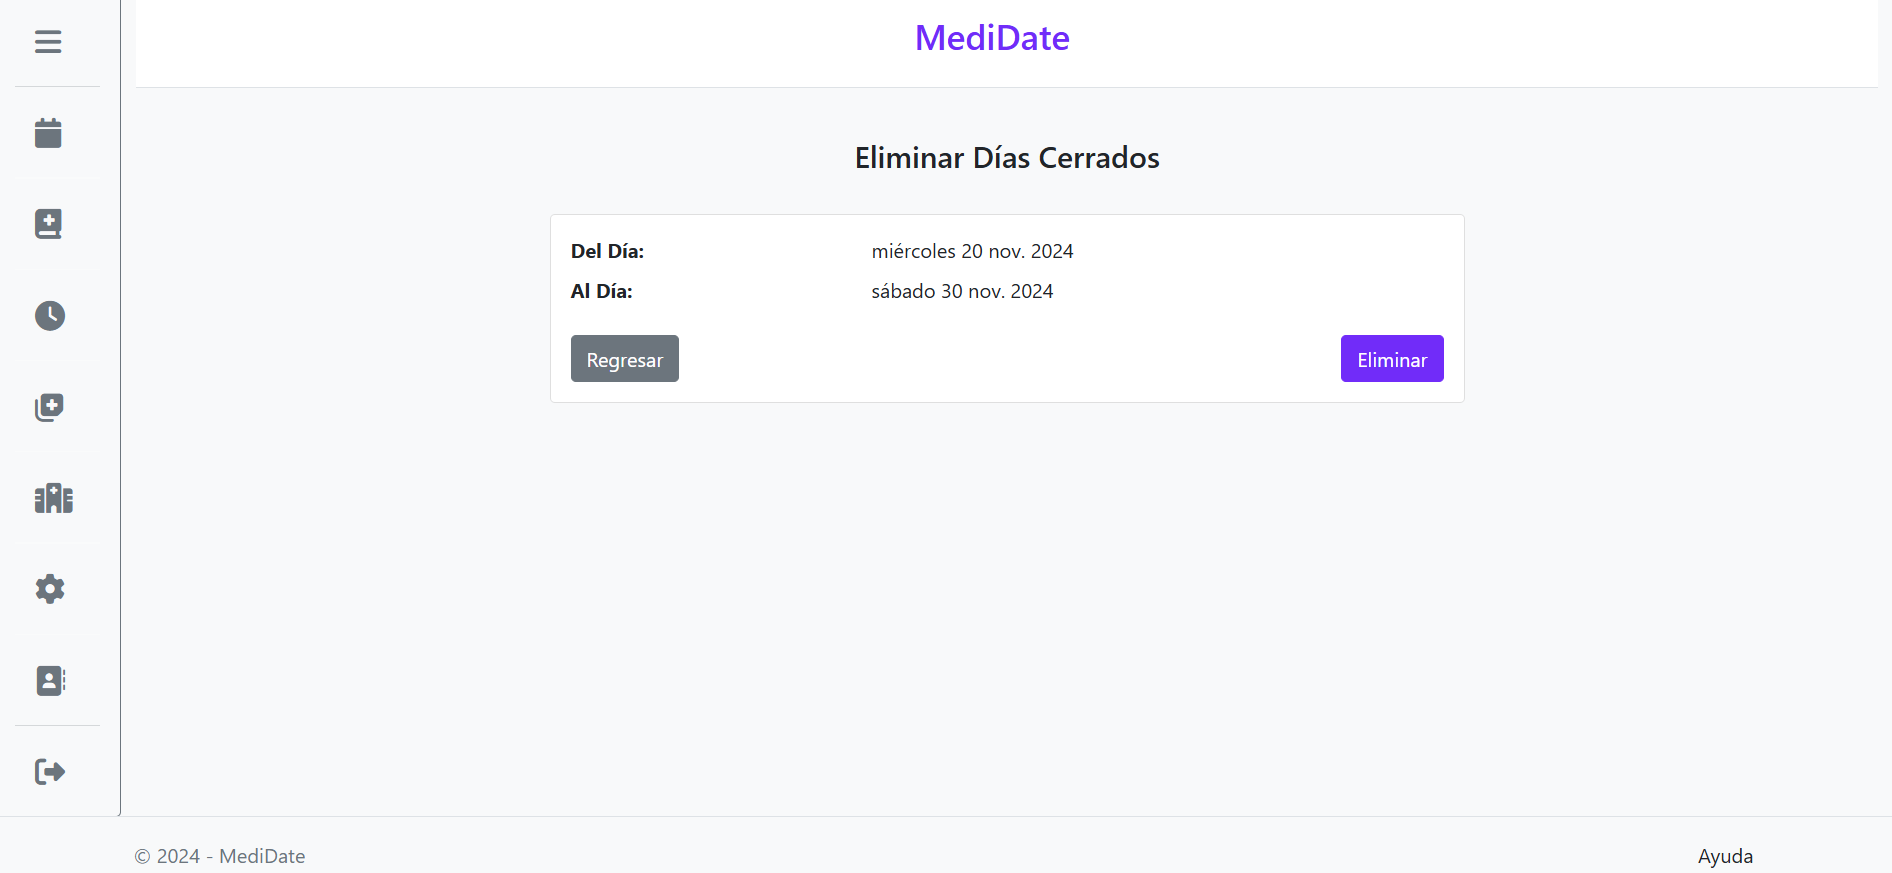 MediDate
Eliminar Días Cerrados
Del Día: miércoles 20 nov. 2024
Al Día: sábado 30 nov. 2024
Regresar Eliminar
© 2024 - MediDate Ayuda